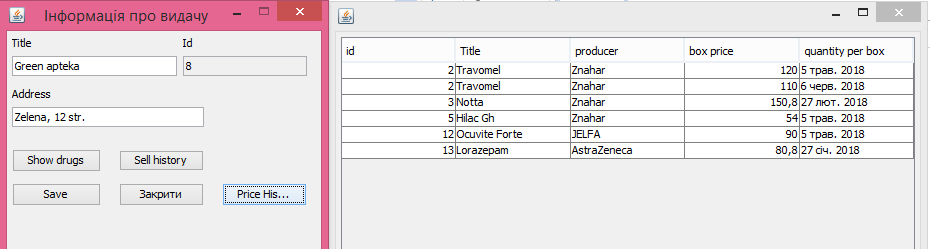 Інформація про видачу
Title Id
Green apteka 8
Address
Zelena, 12 str.
Show drugs Sell history
Save Закрити Price His...
id Title producer box price quantity per box
2 Travomel Znahar 120 5 трав. 2018
2 Travomel Znahar 110 6 черв. 2018
3 Notta Znahar 150,8 27 лют. 2018
5 Hilac Gh Znahar 54 5 трав. 2018
12 Ocuvite Forte JELFA 90 5 трав. 2018
13 Lorazepam AstraZeneca 80,8 27 січ. 2018